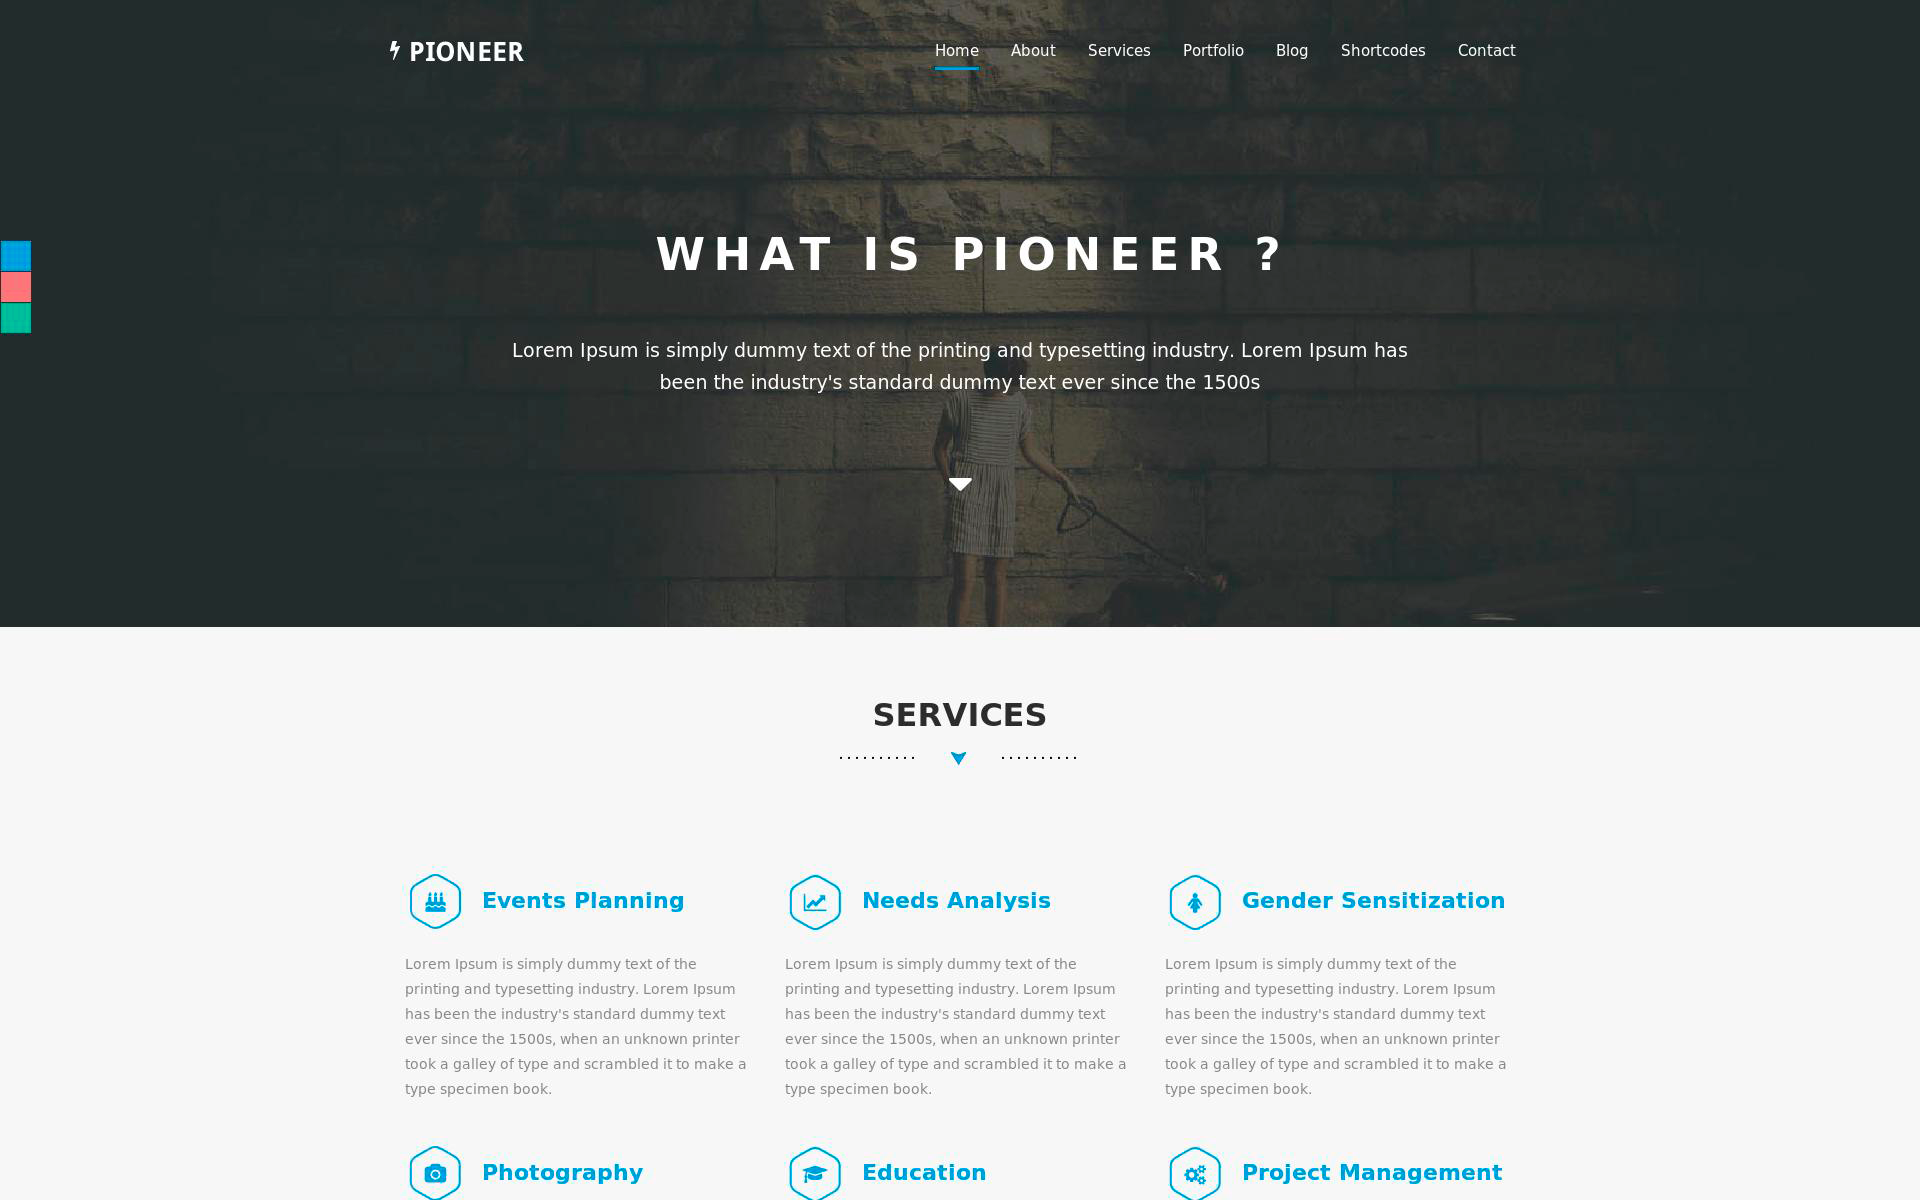 PIONEER
Home About Services Portfolio Blog Shortcodes Contact
WHAT IS PIONEER ?
Lorem Ipsum is simply dummy text of the printing and typesetting industry. Lorem Ipsum has
been the industry's standard dummy text ever since the 1500s
SERVICES
Events Planning
Lorem Ipsum is simply dummy text of the
printing and typesetting industry. Lorem Ipsum
has been the industry's standard dummy text
ever since the 1500s, when an unknown printer
took a galley of type and scrambled it to make a
type specimen book.
Needs Analysis
Lorem Ipsum is simply dummy text of the
printing and typesetting industry. Lorem Ipsum
has been the industry's standard dummy text
ever since the 1500s, when an unknown printer
took a galley of type and scrambled it to make a
type specimen book.
Gender Sensitization
Lorem Ipsum is simply dummy text of the
printing and typesetting industry. Lorem Ipsum
has been the industry's standard dummy text
ever since the 1500s, when an unknown printer
took a galley of type and scrambled it to make a
type specimen book.
Photography
Education
Project Management